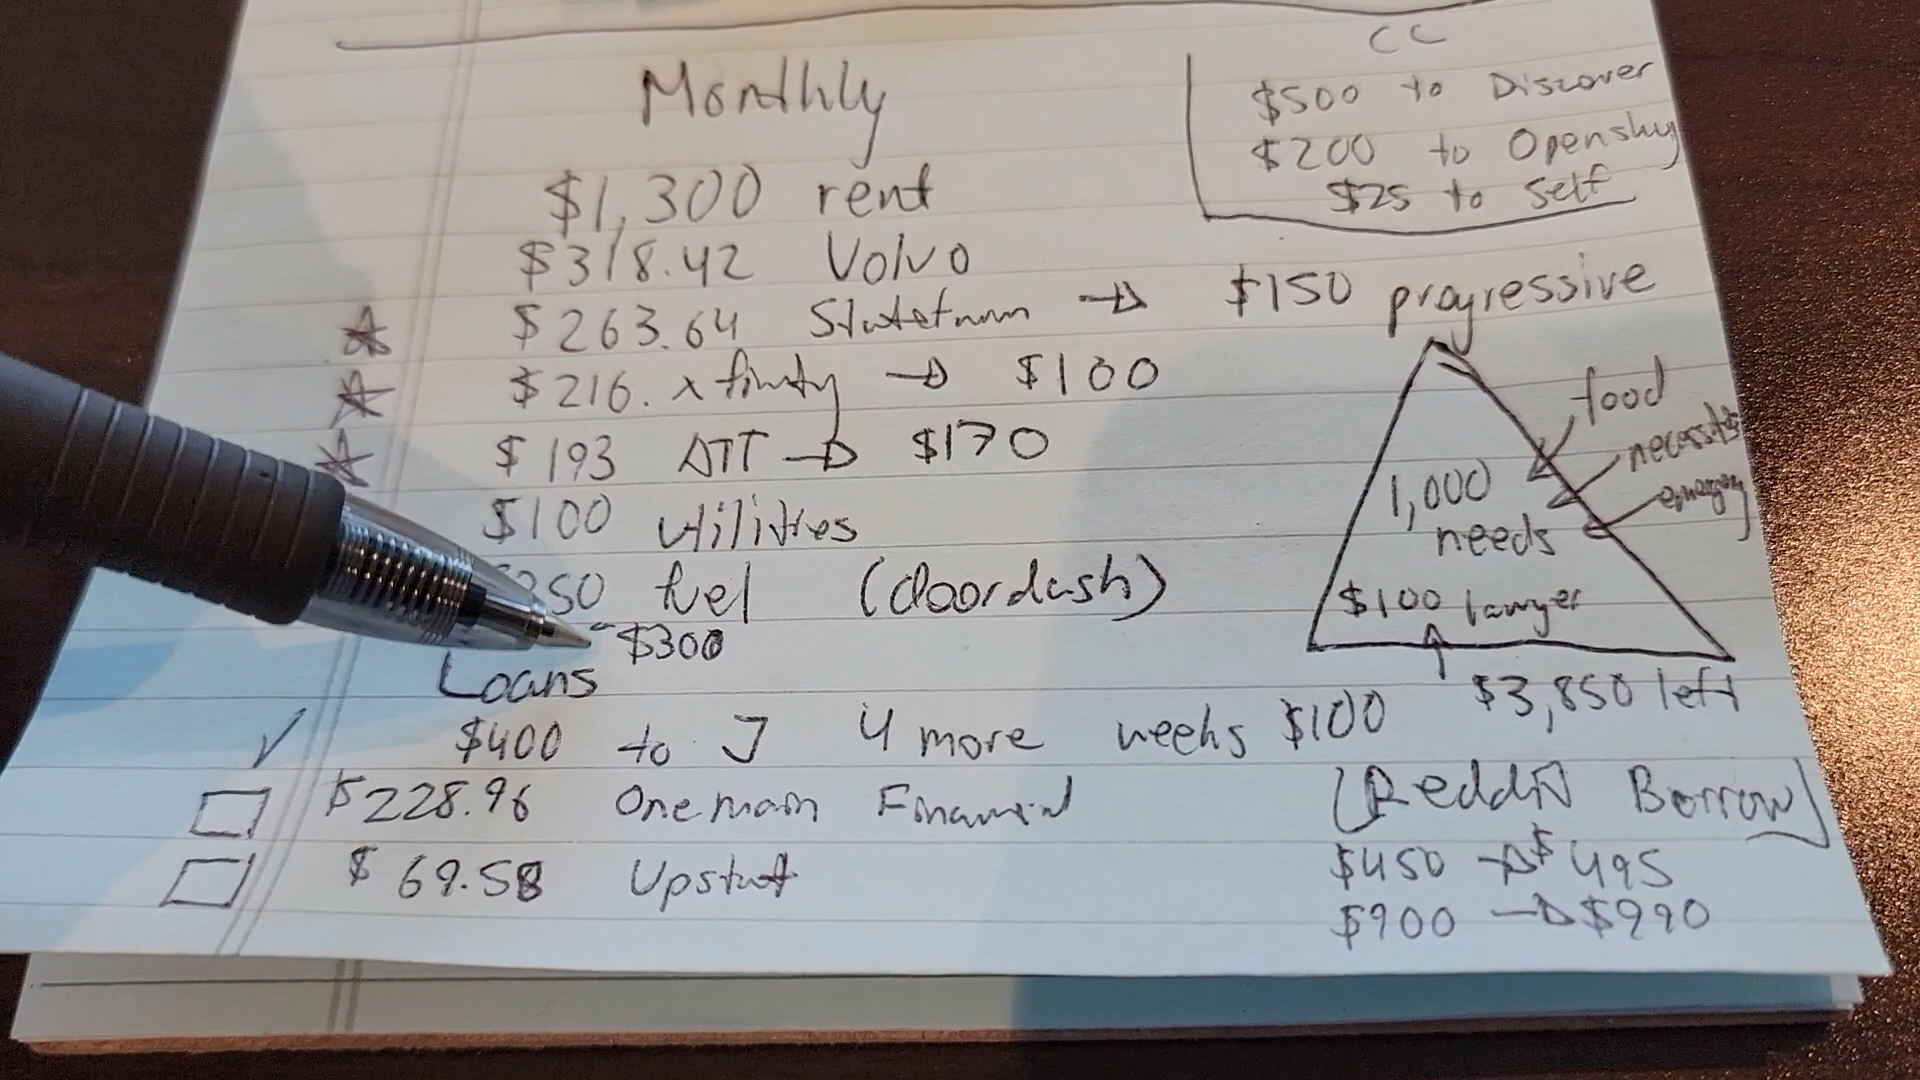 CC
$500 to Discover
$200 to Opensky
$25 to Self
Monthly
$1,300 rent
$318.42 Volvo
$263.64 Statefarm → $150 progressive
$216. xfinity → $100
$193 ATT → $170
$100 utilities
50 fuel (doordash)
- $300
food
necessities
emergency
1,000
needs
$100 lawyer
$3,850 left
Loans
✓ $400 to J 4 more weeks $100
$228.96 Onemain Financial
$69.58 Upstart
(Reddit Borrow)
$450 → $495
$900 → $990